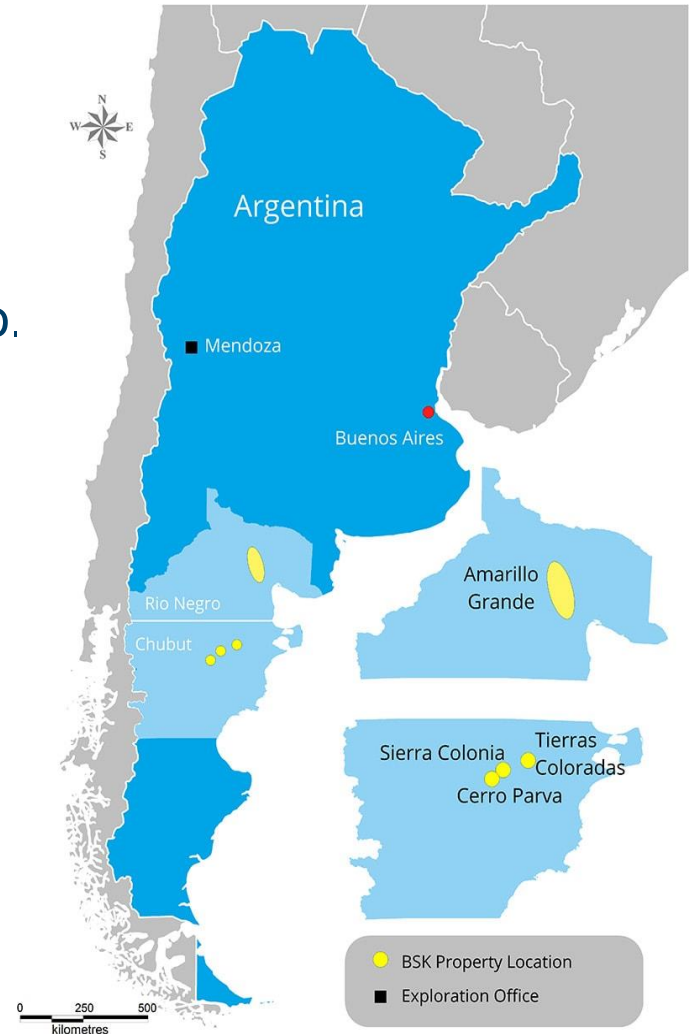 N
W E
S
Argentina
o.
Mendoza
Buenos Aires
Rio Negro
Chubut
Amarillo
Grande
Sierra Colonia
Tierras
Coloradas
Cerro Parva
BSK Property Location
Exploration Office
0 250 500
kilometres